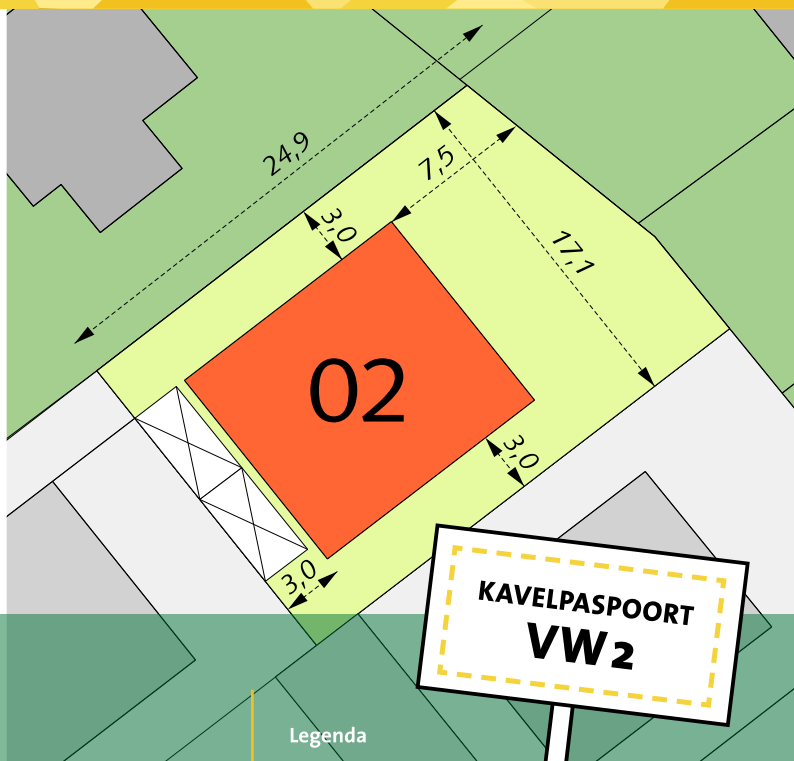 24,9
7,5
3,0
17,1
02
3,0
3,0
KAVELPASPOORT
VW2
Legenda